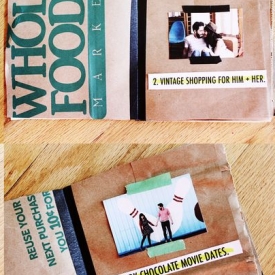 WHOL
FOOD
MARKE
2. VINTAGE SHOPPING FOR HIM + HER.
REUSE YOUR
NEXT PURCHAS
YOU 10¢ FOR
CHOCOLATE MOVIE DATES.